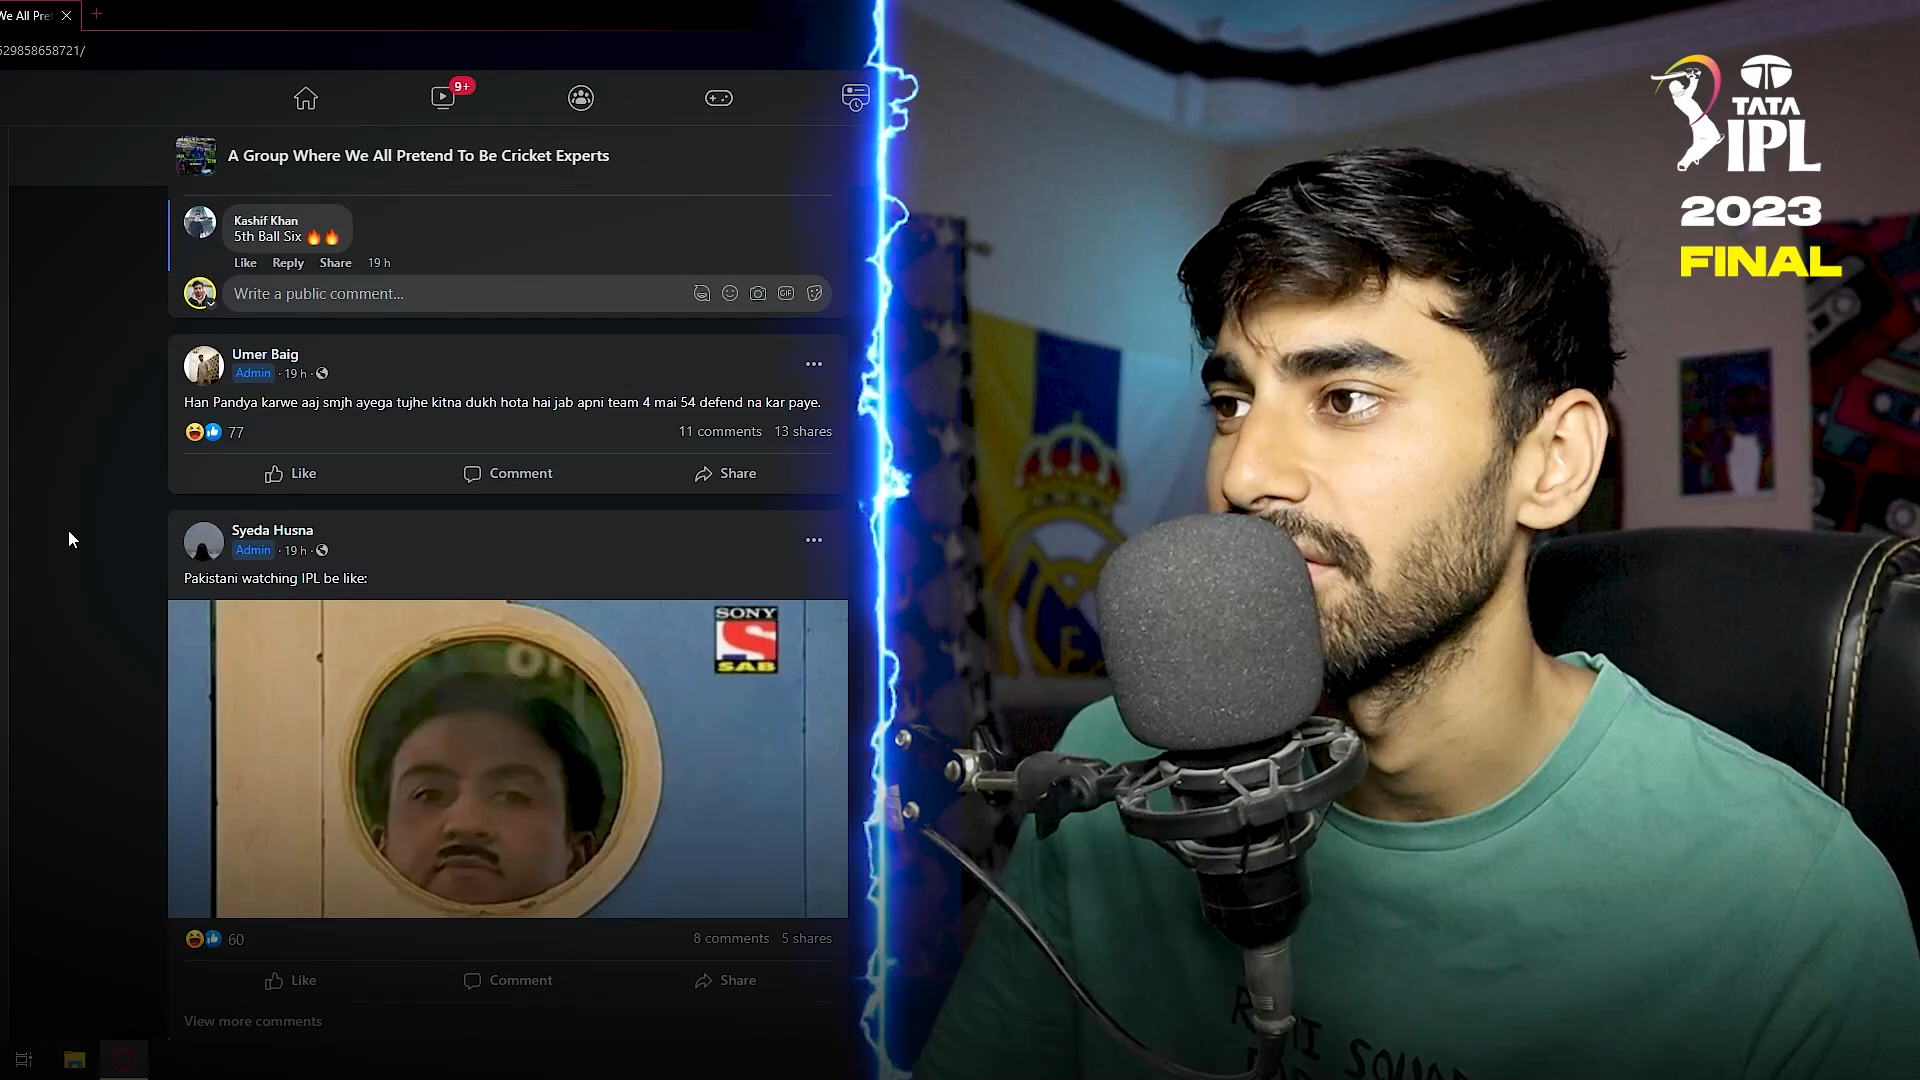 We All Pre
529858658721/
9+
A Group Where We All Pretend To Be Cricket Experts
Kashif Khan
5th Ball Six 🔥🔥
Like Reply Share 19 h
Write a public comment...
GIF
Umer Baig
Admin · 19 h ·
Han Pandya karwe aaj smjh ayega tujhe kitna dukh hota hai jab apni team 4 mai 54 defend na kar paye.
77
11 comments 13 shares
Like Comment Share
Syeda Husna
Admin · 19 h ·
Pakistani watching IPL be like:
SONY
S
SAB
60
8 comments 5 shares
Like Comment Share
View more comments
TATA
IPL
2023
FINAL